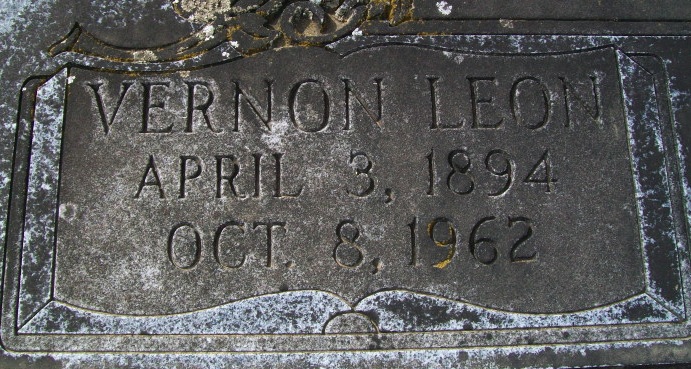 VERNON LEON
APRIL 3, 1894
OCT. 8, 1962